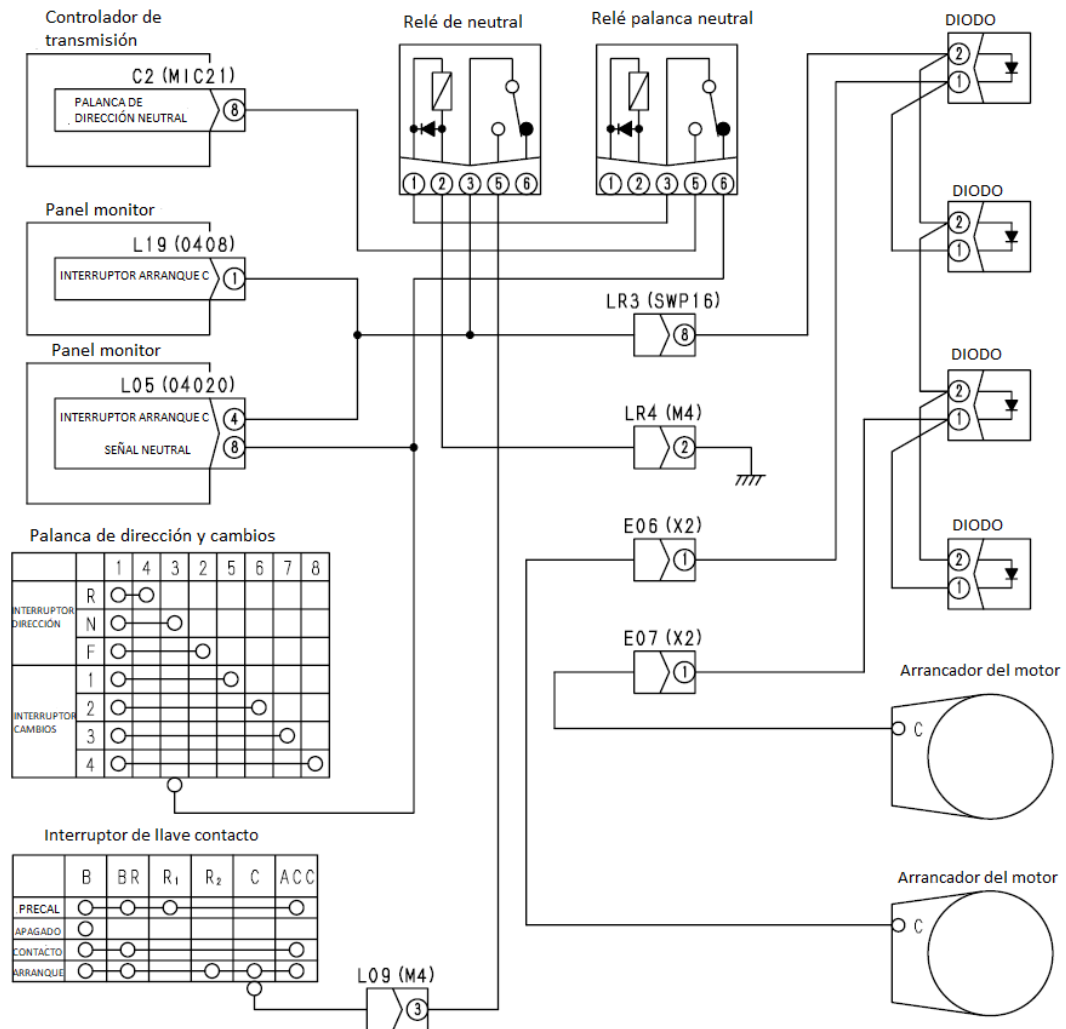 Controlador de
transmisión
C2 (MIC21)
PALANCA DE
DIRECCIÓN NEUTRAL
8
Relé de neutral
1 2 3 5 6
Relé palanca neutral
1 2 3 5 6
DIODO
2
1
Panel monitor
L19 (0408)
INTERRUPTOR ARRANQUE C
1
DIODO
2
1
LR3 (SWP16)
8
Panel monitor
L05 (04020)
INTERRUPTOR ARRANQUE C
4
SEÑAL NEUTRAL
8
DIODO
2
1
LR4 (M4)
2
Palanca de dirección y cambios
1 4 3 2 5 6 7 8
INTERRUPTOR
DIRECCIÓN
R
N
F
INTERRUPTOR
CAMBIOS
1
2
3
4
E06 (X2)
1
DIODO
2
1
E07 (X2)
1
Arrancador del motor
C
Interruptor de llave contacto
B BR R₁ R₂ C ACC
.PRECAL
APAGADO
CONTACTO
ARRANQUE
L09 (M4)
3
Arrancador del motor
C